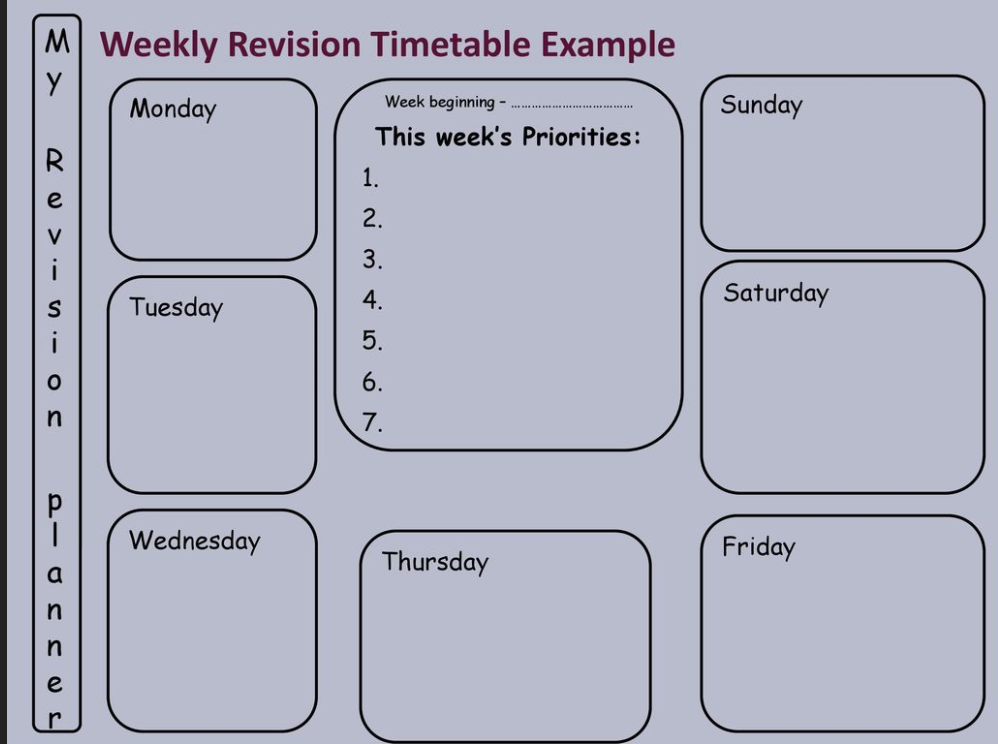 My Revision planner
Weekly Revision Timetable Example
Monday
Week beginning – ....................................
This week's Priorities:
1.
2.
3.
4.
5.
6.
7.
Sunday
Tuesday
Saturday
Wednesday
Thursday
Friday